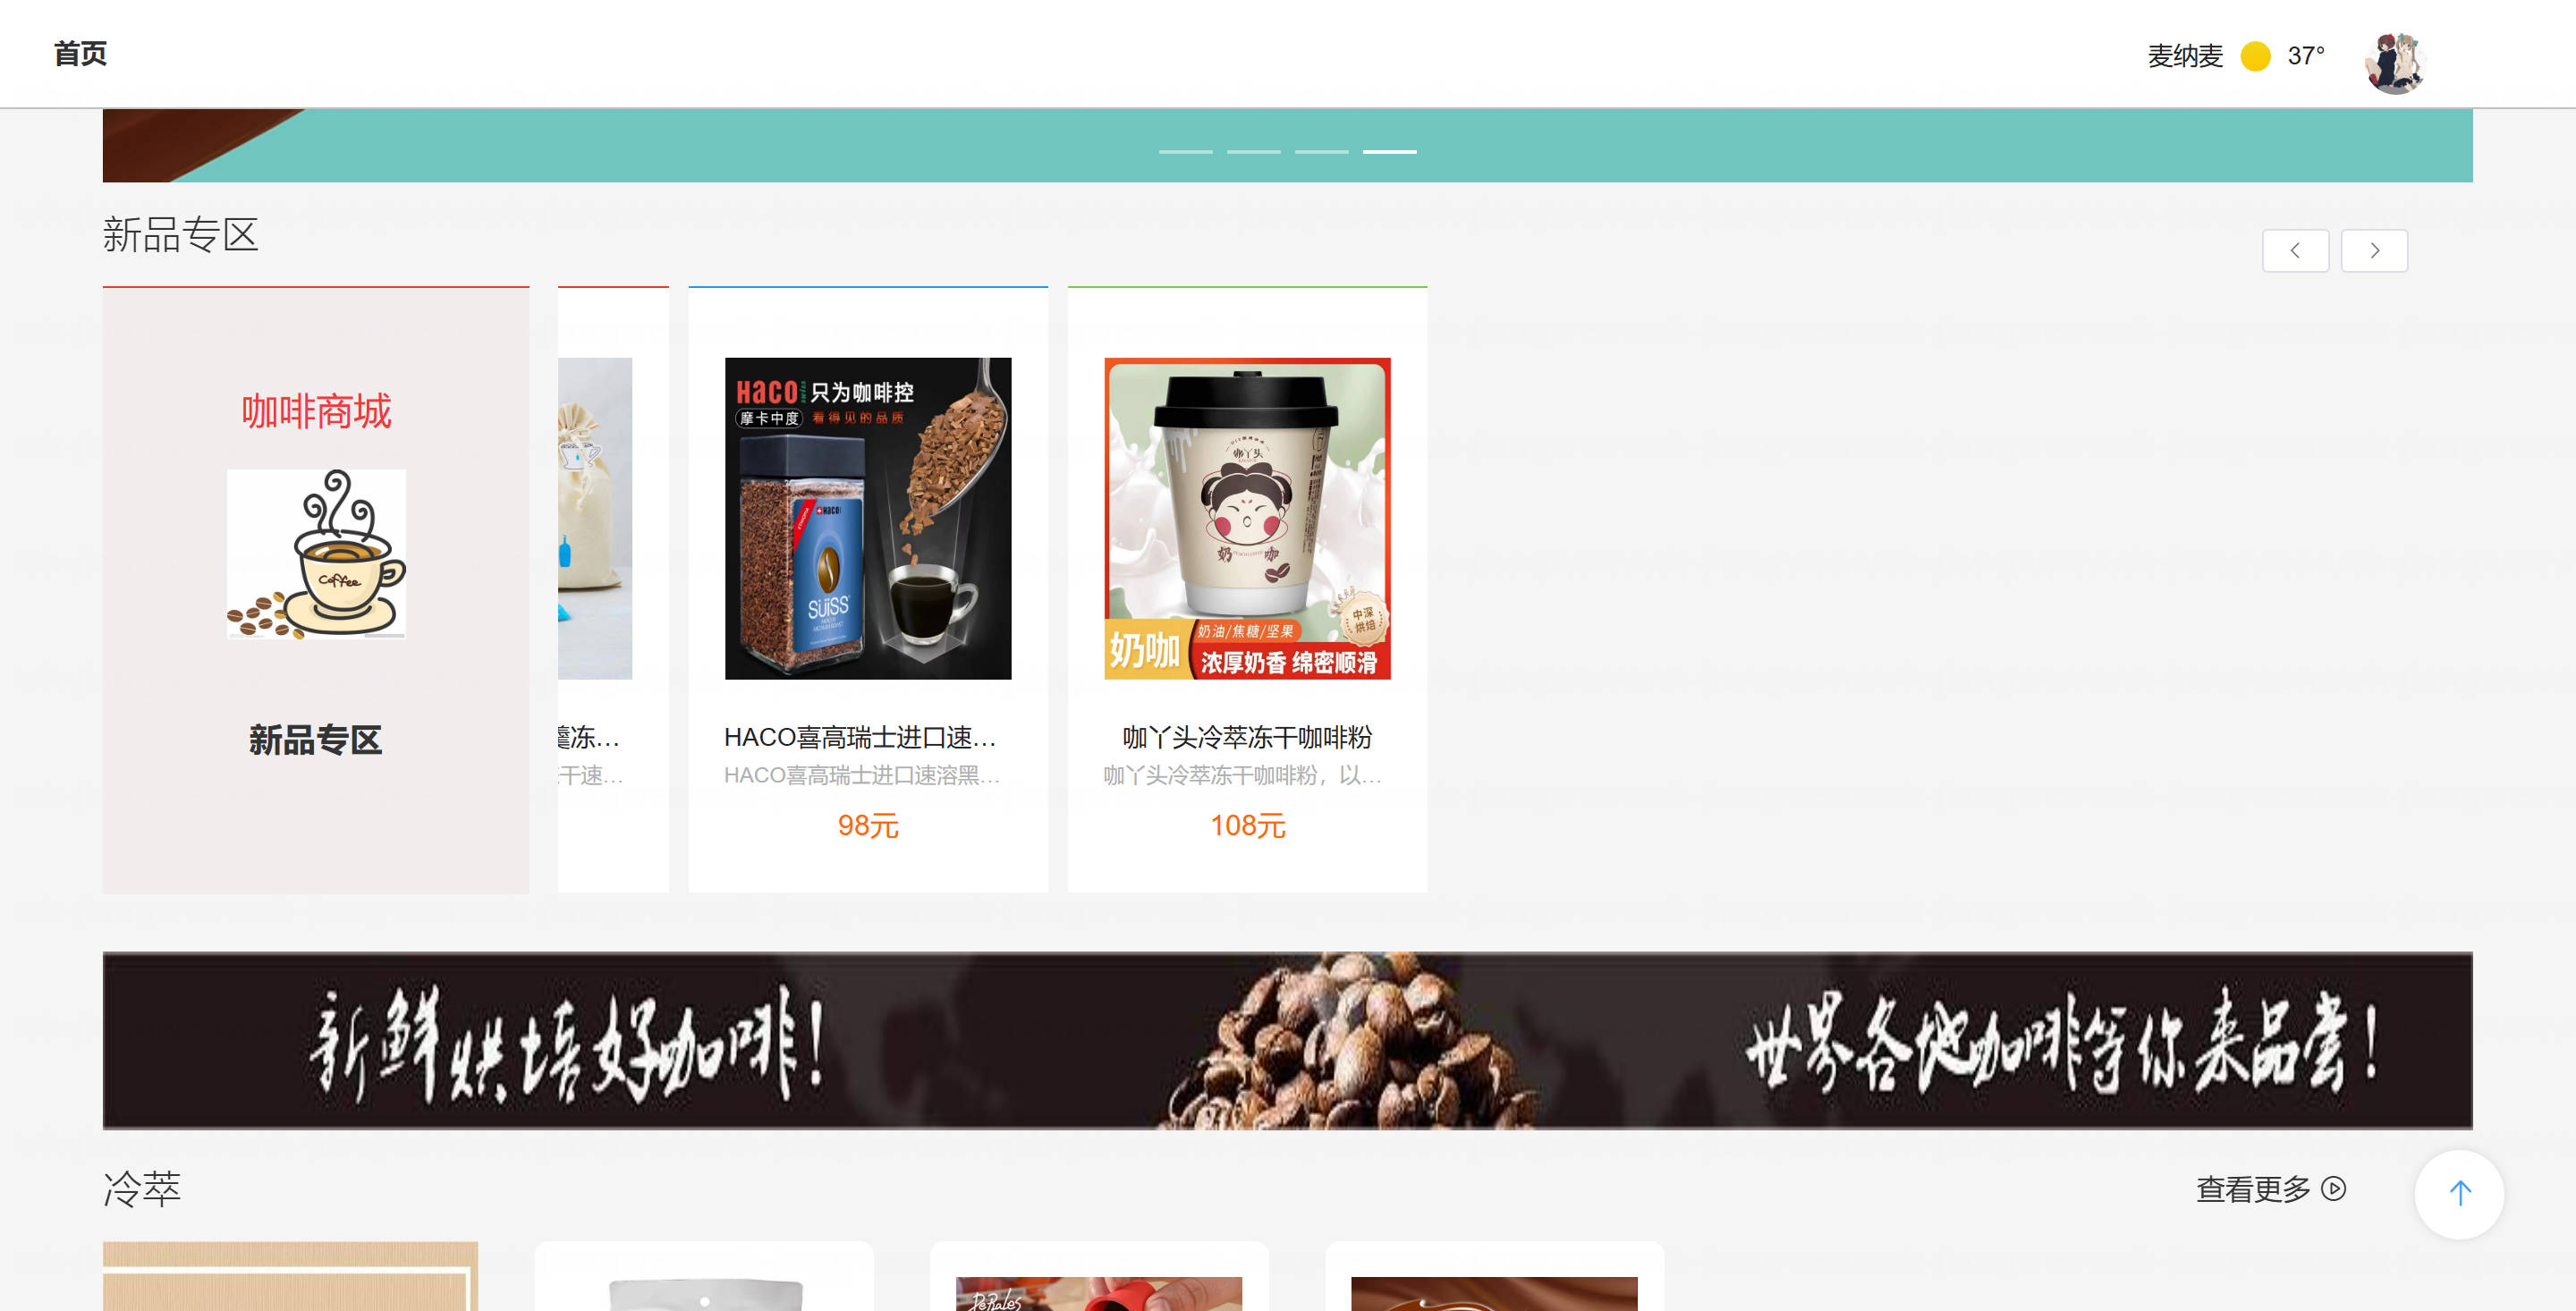 首页
麦纳麦 37°
新品专区
咖啡商城
Coffee
新品专区
冻…
干速…
HACO 只为咖啡控
摩卡中度 看得见的品质
HACO
SUISS
HACO喜高瑞士进口速…
HACO喜高瑞士进口速溶黑…
98元
咖丫头
奶 咖
中深
烘焙
奶咖 奶油/焦糖/坚果
浓厚奶香 绵密顺滑
咖丫头冷萃冻干咖啡粉
咖丫头冷萃冻干咖啡粉，以…
108元
新鲜烘培好咖啡!
世界各地咖啡等你来品尝!
冷萃
查看更多
DeRales